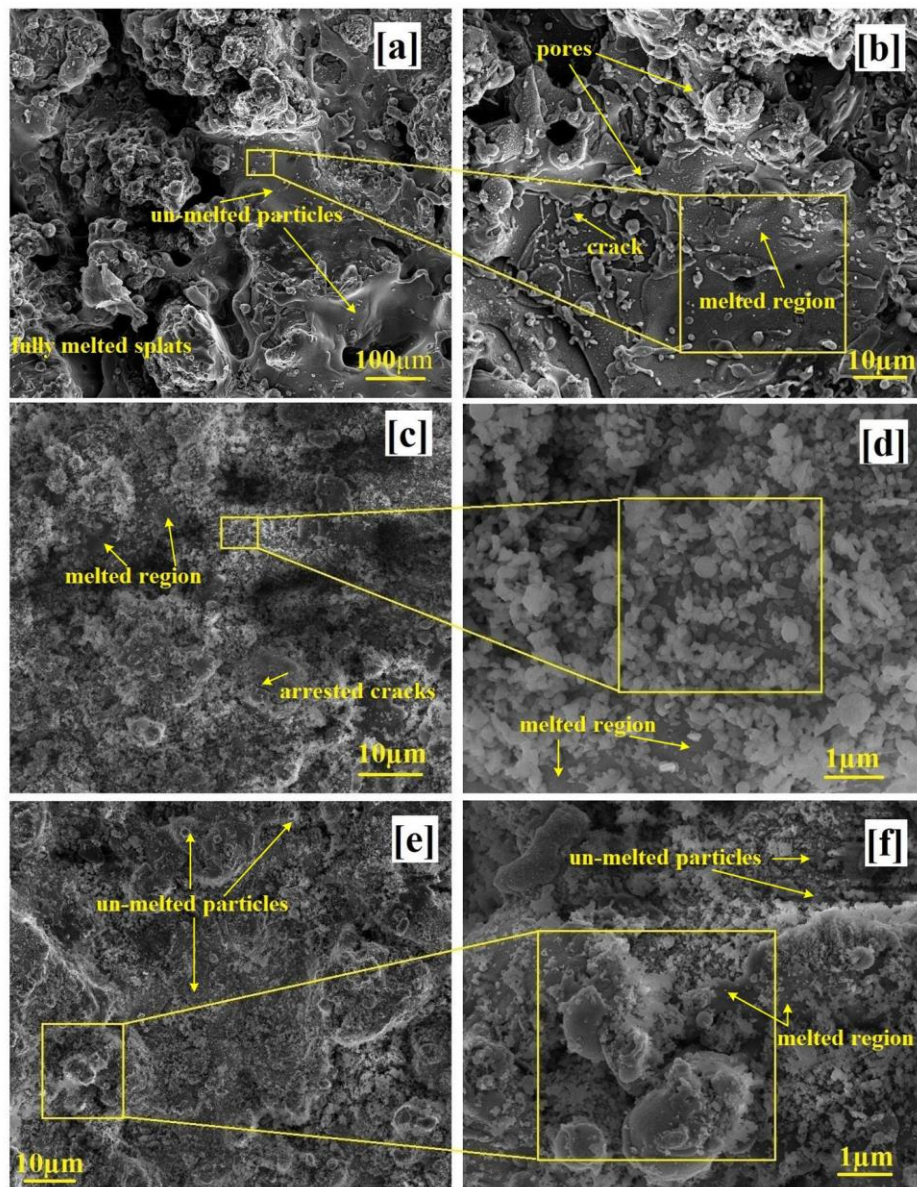 [a]
un-melted particles
fully melted splats
100μm
[b]
pores
crack
melted region
10μm
[c]
melted region
arrested cracks
10μm
[d]
melted region
1μm
[e]
un-melted particles
10μm
[f]
un-melted particles
melted region
1μm